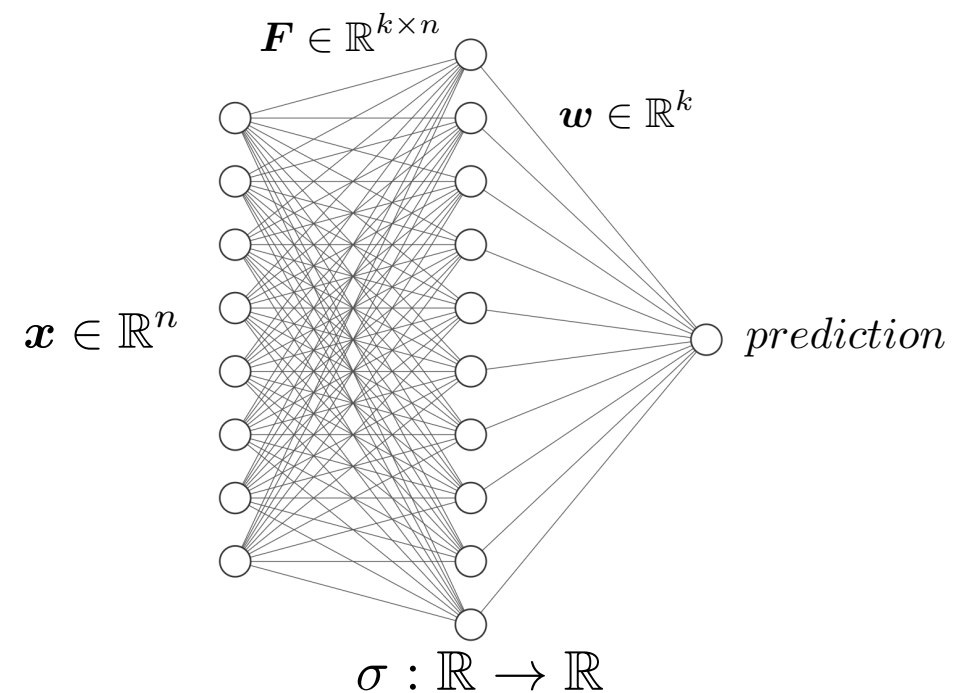 𝑭 ∈ ℝ^{k×n}
𝒘 ∈ ℝ^k
𝒙 ∈ ℝ^n
prediction
σ : ℝ → ℝ